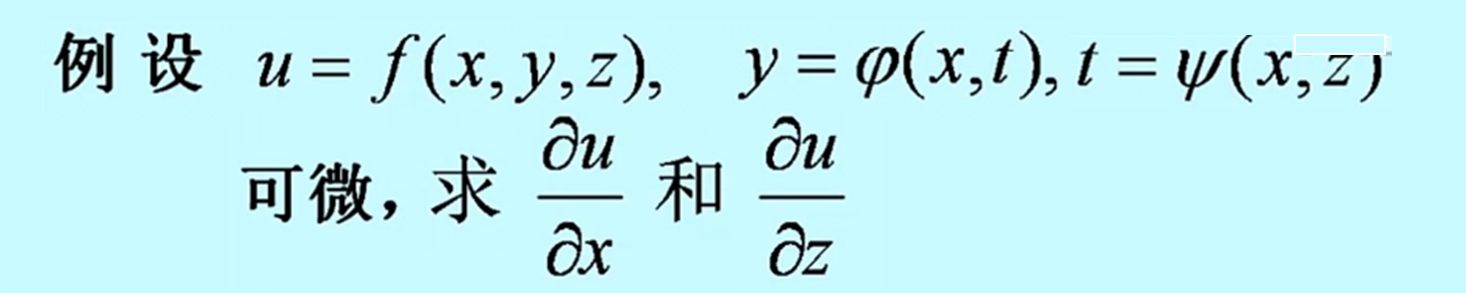 例 设 u = f(x,y,z), y = φ(x,t), t = ψ(x,z)
可微，求 ∂u/∂x 和 ∂u/∂z